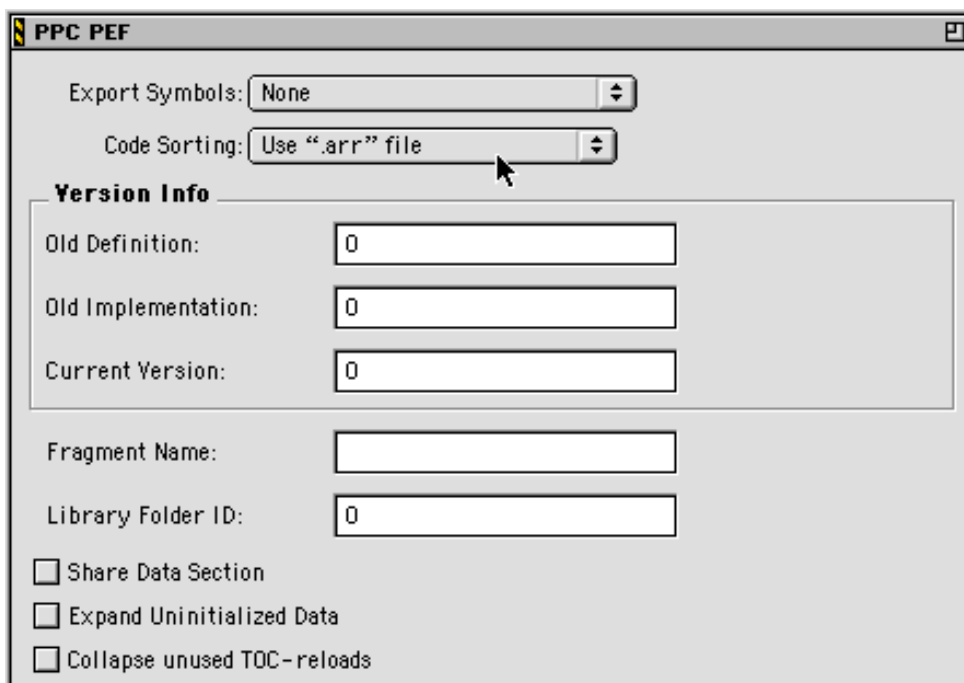 PPC PEF
Export Symbols: None
Code Sorting: Use “.arr” file
Version Info
Old Definition: 0
Old Implementation: 0
Current Version: 0
Fragment Name:
Library Folder ID: 0
Share Data Section
Expand Uninitialized Data
Collapse unused TOC-reloads